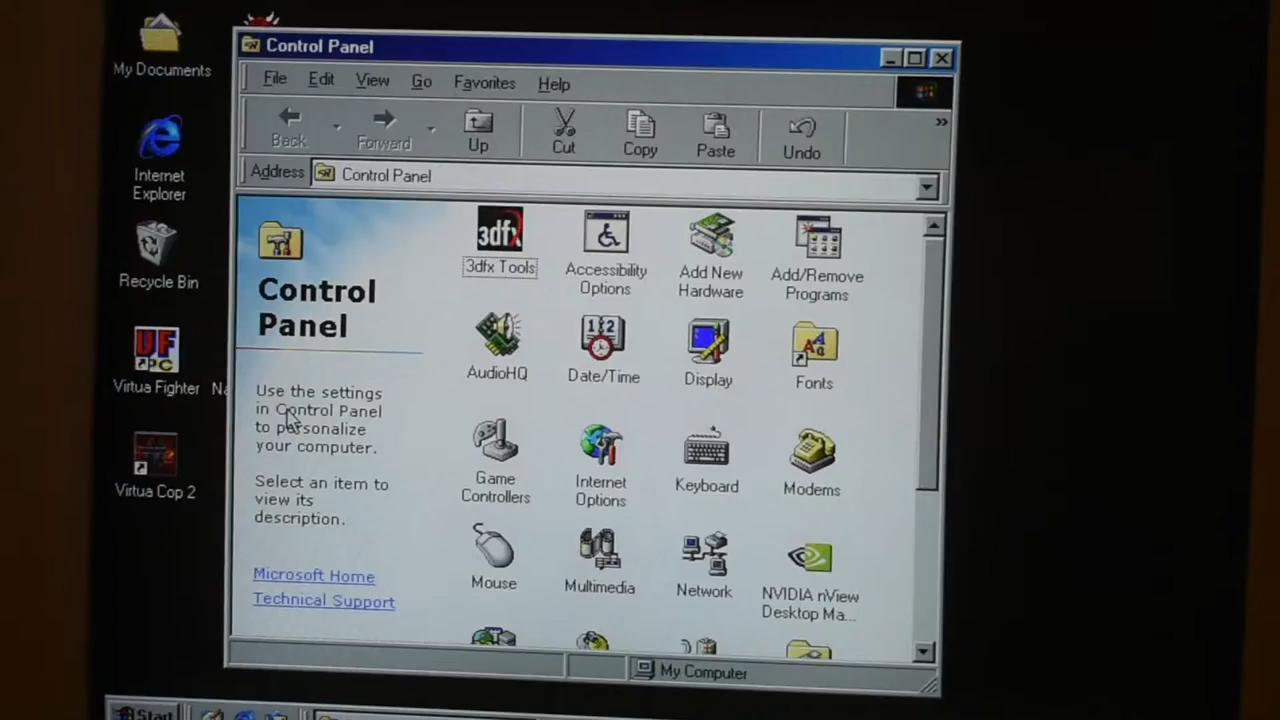 My Documents
Internet
Explorer
Recycle Bin
VF
PC
Virtua Fighter
Virtua Cop 2
Control Panel
File Edit View Go Favorites Help
Back Forward Up Cut Copy Paste Undo
»
Address Control Panel
Control
Panel
Use the settings
in Control Panel
to personalize
your computer.
Select an item to
view its
description.
Microsoft Home
Technical Support
3dfx
3dfx Tools
Accessibility
Options
Add New
Hardware
Add/Remove
Programs
AudioHQ
Date/Time
Display
Fonts
Game
Controllers
Internet
Options
Keyboard
Modems
Mouse
Multimedia
Network
NVIDIA nView
Desktop Ma...
My Computer
Start